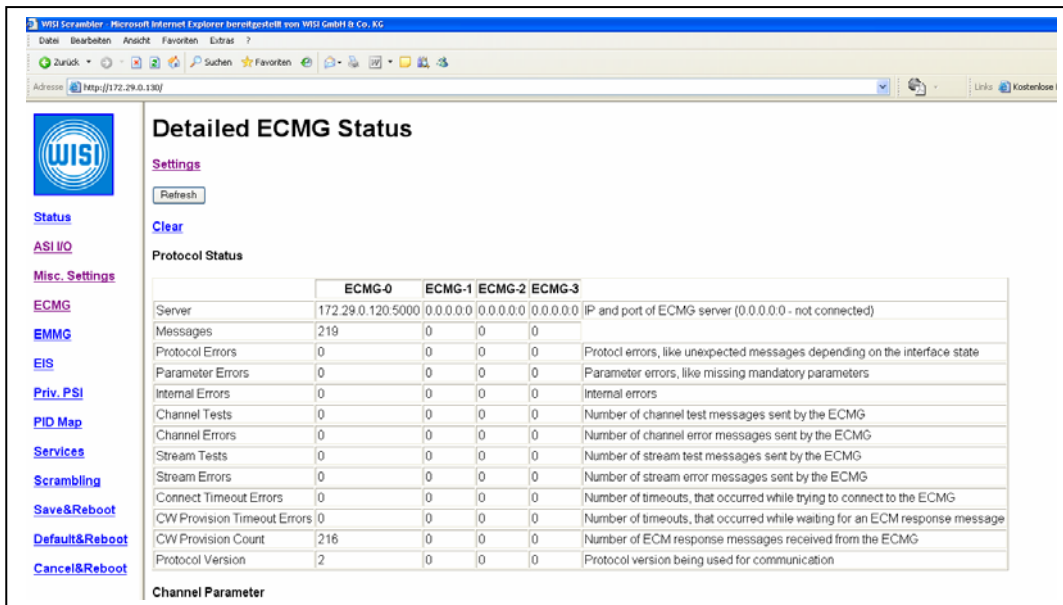 WISI Scrambler - Microsoft Internet Explorer bereitgestellt von WISI GmbH & Co. KG
Datei Bearbeiten Ansicht Favoriten Extras ?
Zurück Suchen Favoriten
Adresse http://172.29.0.130/ Links Kostenlose
WISI
Status
ASI I/O
Misc. Settings
ECMG
EMMG
EIS
Priv. PSI
PID Map
Services
Scrambling
Save&Reboot
Default&Reboot
Cancel&Reboot
Detailed ECMG Status
Settings
Refresh
Clear
Protocol Status
ECMG-0 ECMG-1 ECMG-2 ECMG-3
Server 172.29.0.120:5000 0.0.0.0:0 0.0.0.0:0 0.0.0.0:0 IP and port of ECMG server (0.0.0.0:0 - not connected)
Messages 219 0 0 0
Protocol Errors 0 0 0 0 Protocl errors, like unexpected messages depending on the interface state
Parameter Errors 0 0 0 0 Parameter errors, like missing mandatory parameters
Internal Errors 0 0 0 0 Internal errors
Channel Tests 0 0 0 0 Number of channel test messages sent by the ECMG
Channel Errors 0 0 0 0 Number of channel error messages sent by the ECMG
Stream Tests 0 0 0 0 Number of stream test messages sent by the ECMG
Stream Errors 0 0 0 0 Number of stream error messages sent by the ECMG
Connect Timeout Errors 0 0 0 0 Number of timeouts, that occurred while trying to connect to the ECMG
CW Provision Timeout Errors 0 0 0 0 Number of timeouts, that occurred while waiting for an ECM response message
CW Provision Count 216 0 0 0 Number of ECM response messages received from the ECMG
Protocol Version 2 0 0 0 Protocol version being used for communication
Channel Parameter